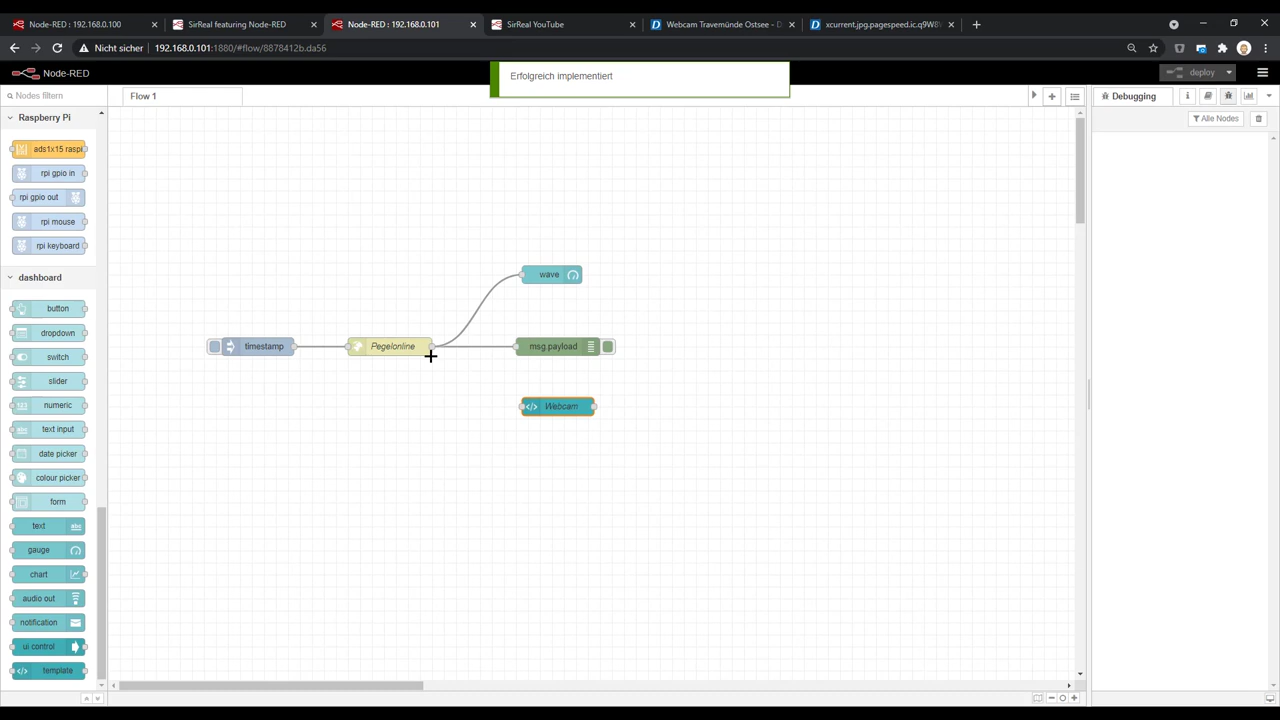 Node-RED : 192.168.0.100
SirReal featuring Node-RED
Node-RED : 192.168.0.101
SirReal YouTube
Webcam Travemünde Ostsee - D
xcurrent.jpg.pagespeed.ic.q9W8V
Nicht sicher
192.168.0.101:1880/#flow/8878412b.da56
Node-RED
Erfolgreich implementiert
deploy
Nodes filtern
Flow 1
Debugging
Raspberry Pi
Alle Nodes
ads1x15 raspi
rpi gpio in
rpi gpio out
rpi mouse
rpi keyboard
dashboard
button
dropdown
switch
slider
123 numeric
abc text input
date picker
colour picker
form
text abc
gauge
chart
audio out
notification
ui control
</> template
wave
timestamp
Pegelonline
msg.payload
</> Webcam